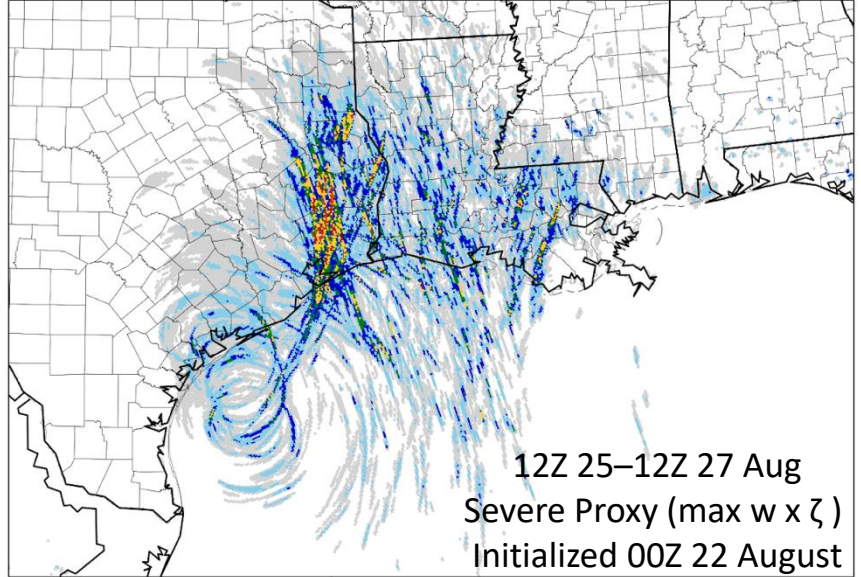 12Z 25–12Z 27 Aug
Severe Proxy (max w x ζ )
Initialized 00Z 22 August